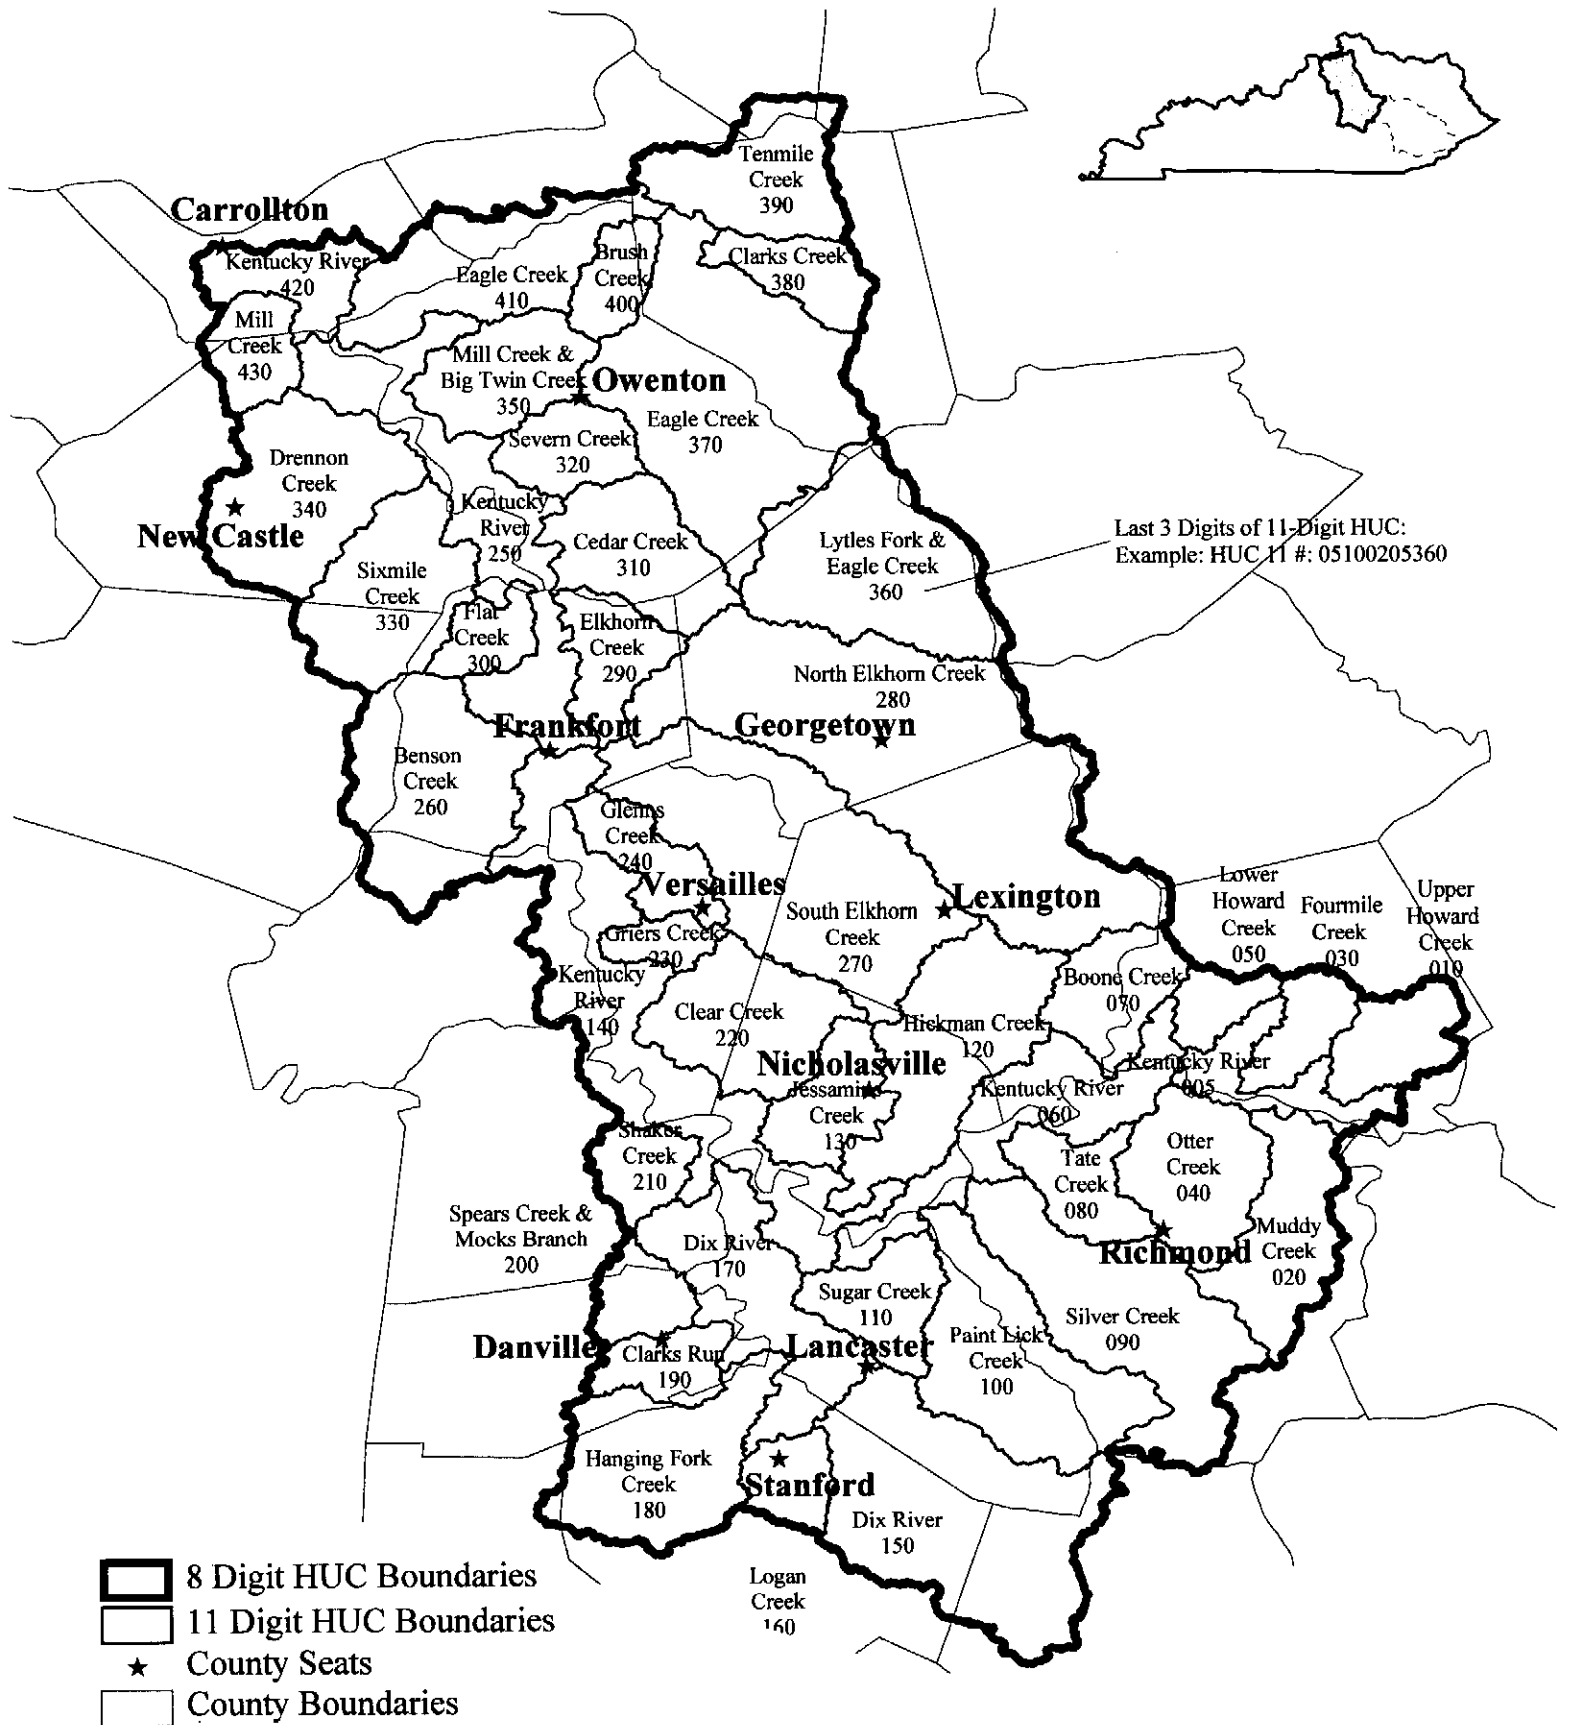 Tenmile
Creek
390
Carrollton
Kentucky River
420
Eagle Creek
410
Brush
Creek
400
Clarks Creek
380
Mill
Creek
430
Mill Creek &
Big Twin Creek
350
Owenton
Eagle Creek
370
Severn Creek
320
Drennon
Creek
340
New Castle
Kentucky
River
250
Cedar Creek
310
Lytles Fork &
Eagle Creek
360
Last 3 Digits of 11-Digit HUC:
Example: HUC 11 #: 05100205360
Sixmile
Creek
330
Flat
Creek
300
Elkhorn
Creek
290
North Elkhorn Creek
280
Frankfort
Georgetown
Benson
Creek
260
Glenns
Creek
240
Versailles
Lexington
South Elkhorn
Creek
270
Lower
Howard
Creek
050
Fourmile
Creek
030
Upper
Howard
Creek
010
Griers Creek
230
Kentucky
River
140
Boone Creek
070
Clear Creek
220
Hickman Creek
120
Nicholasville
Jessamine
Creek
130
Kentucky River
005
Kentucky River
060
Shaker
Creek
210
Otter
Creek
040
Tate
Creek
080
Spears Creek &
Mocks Branch
200
Dix River
170
Richmond
Muddy
Creek
020
Sugar Creek
110
Silver Creek
090
Danville
Clarks Run
190
Lancaster
Paint Lick
Creek
100
Hanging Fork
Creek
180
Stanford
Dix River
150
Logan
Creek
160
8 Digit HUC Boundaries
11 Digit HUC Boundaries
County Seats
County Boundaries